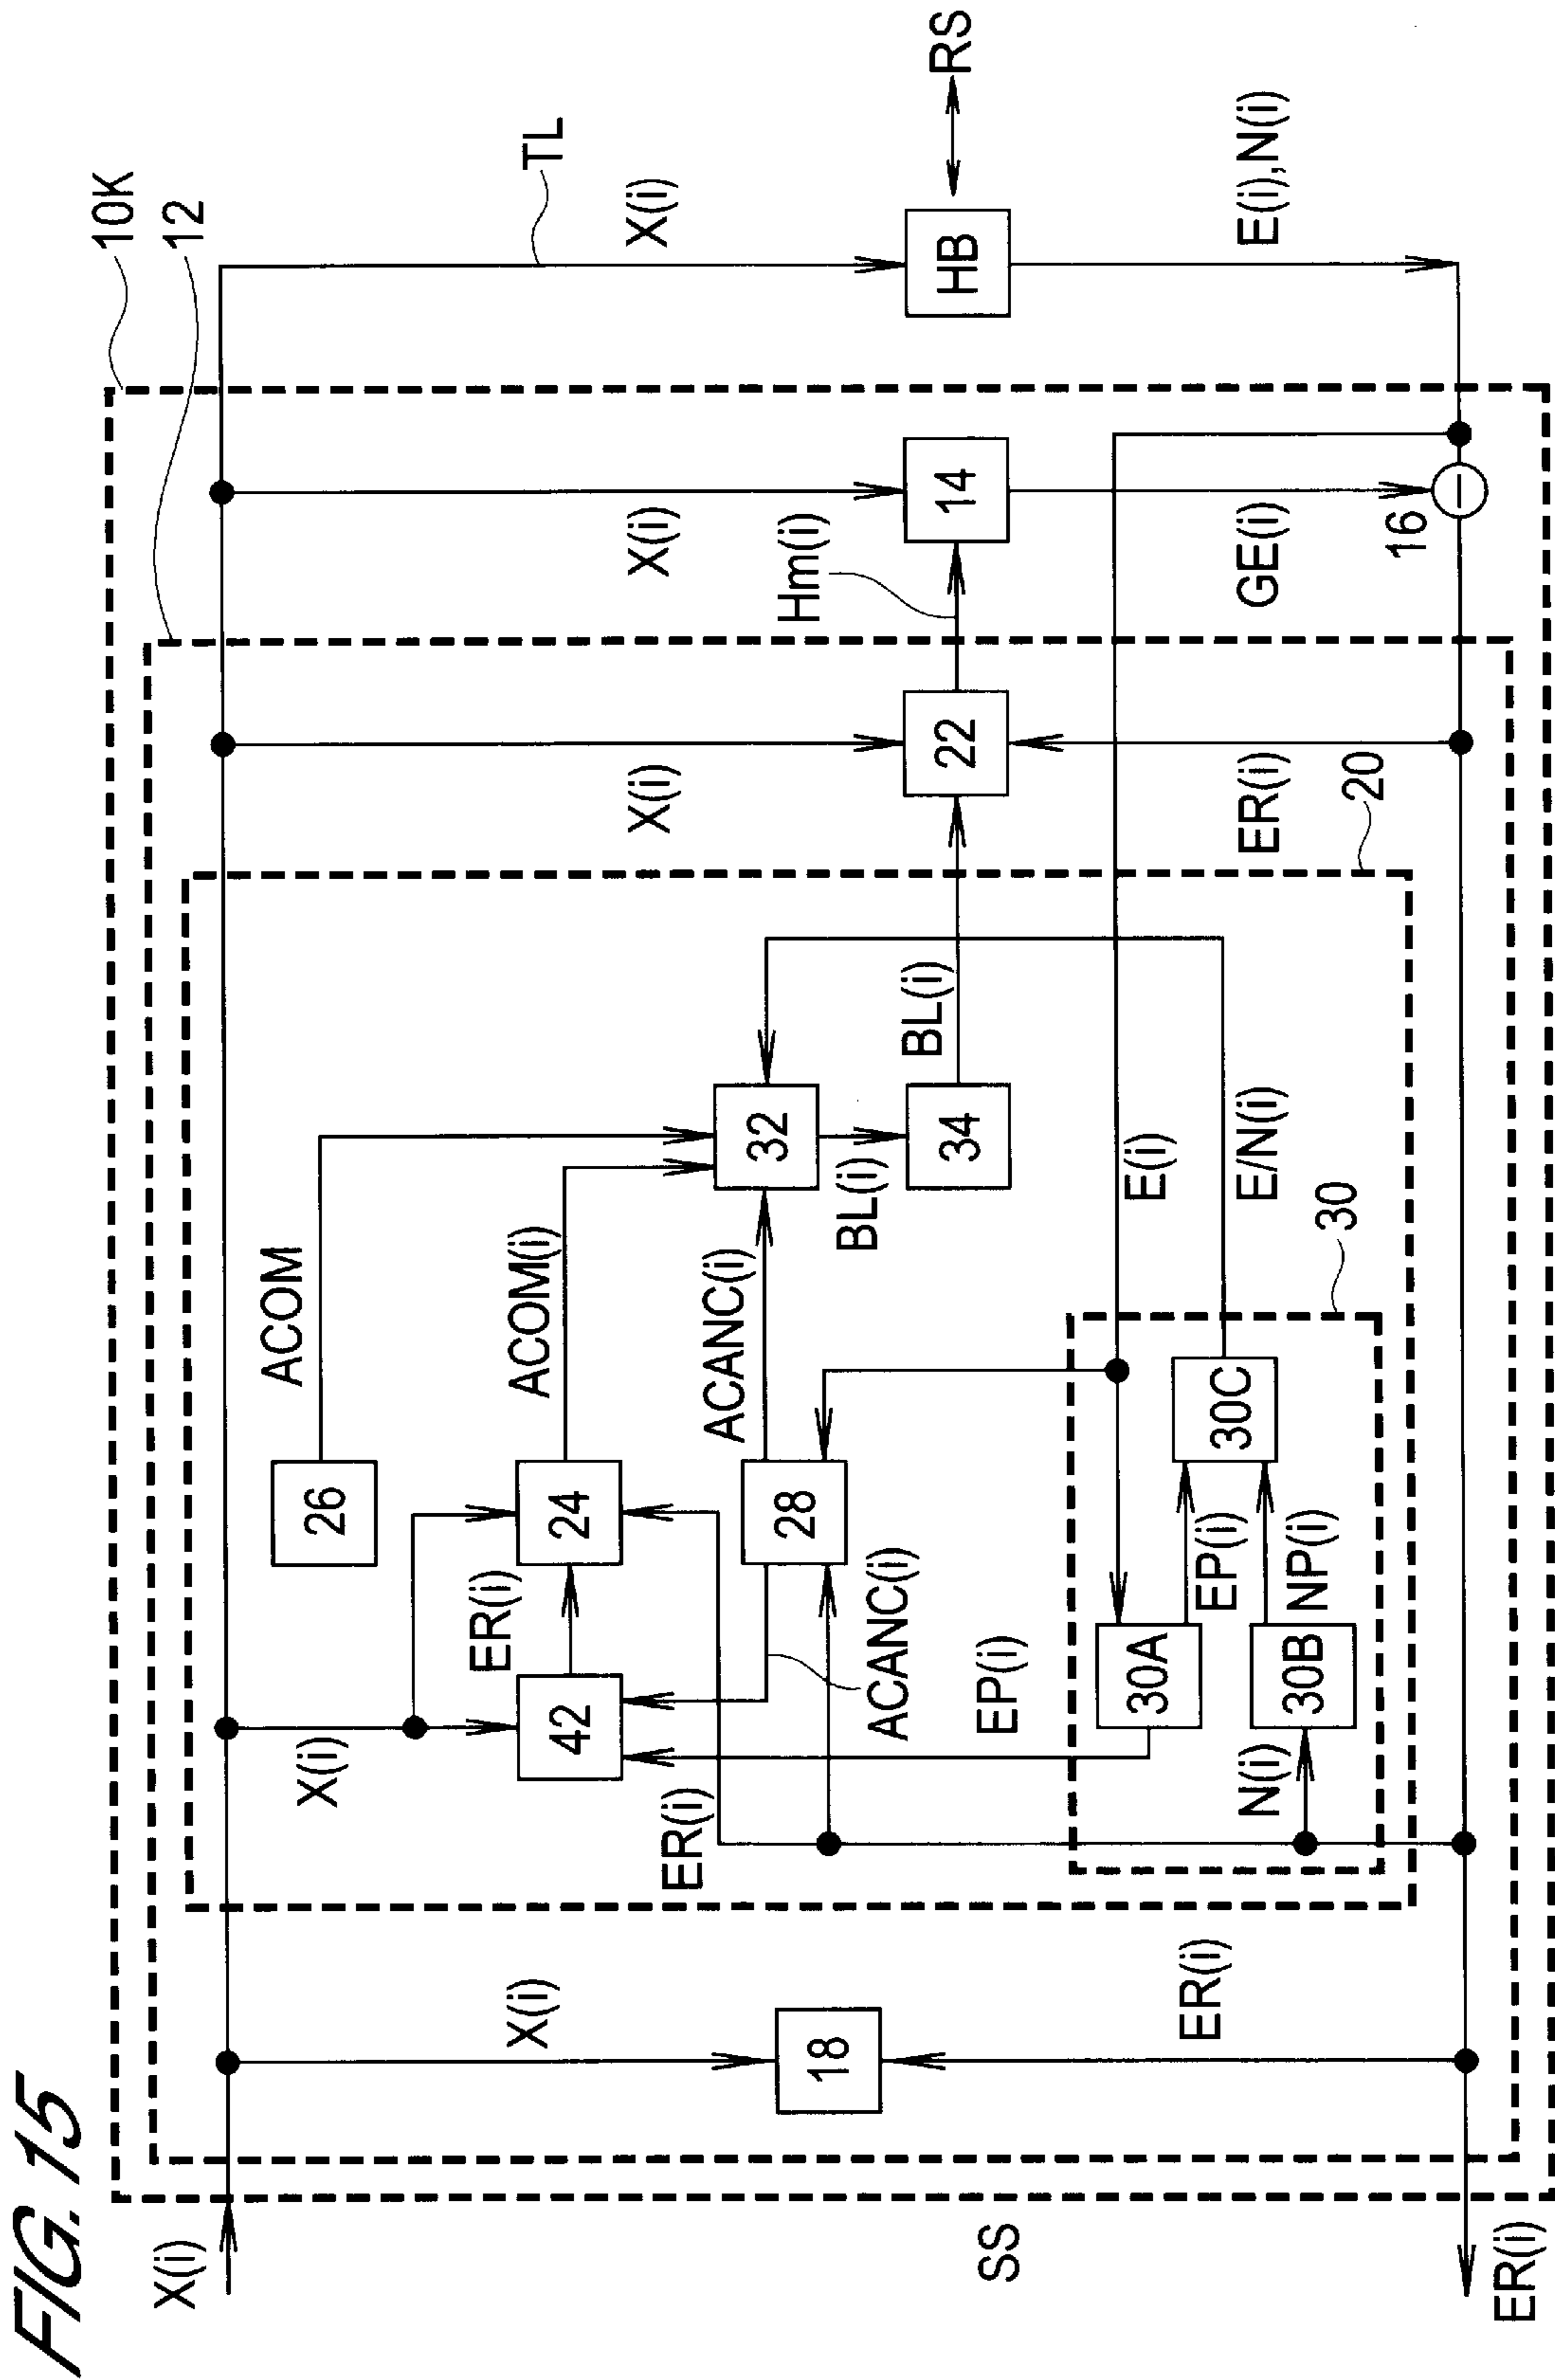 FIG. 15
10K
12
TL
X(i)
X(i)
X(i)
X(i)
X(i)
X(i)
SS
RS
HB
E(i),N(i)
14
Hm(i)
GE(i)
16
22
ER(i)
20
ACOM
26
ACOM(i)
24
ER(i)
42
ER(i)
ACANC(i)
28
ACANC(i)
32
BL(i)
34
BL(i)
E(i)
E/N(i)
30
EP(i)
30A
EP(i)
30C
30B
NP(i)
N(i)
18
ER(i)
ER(i)